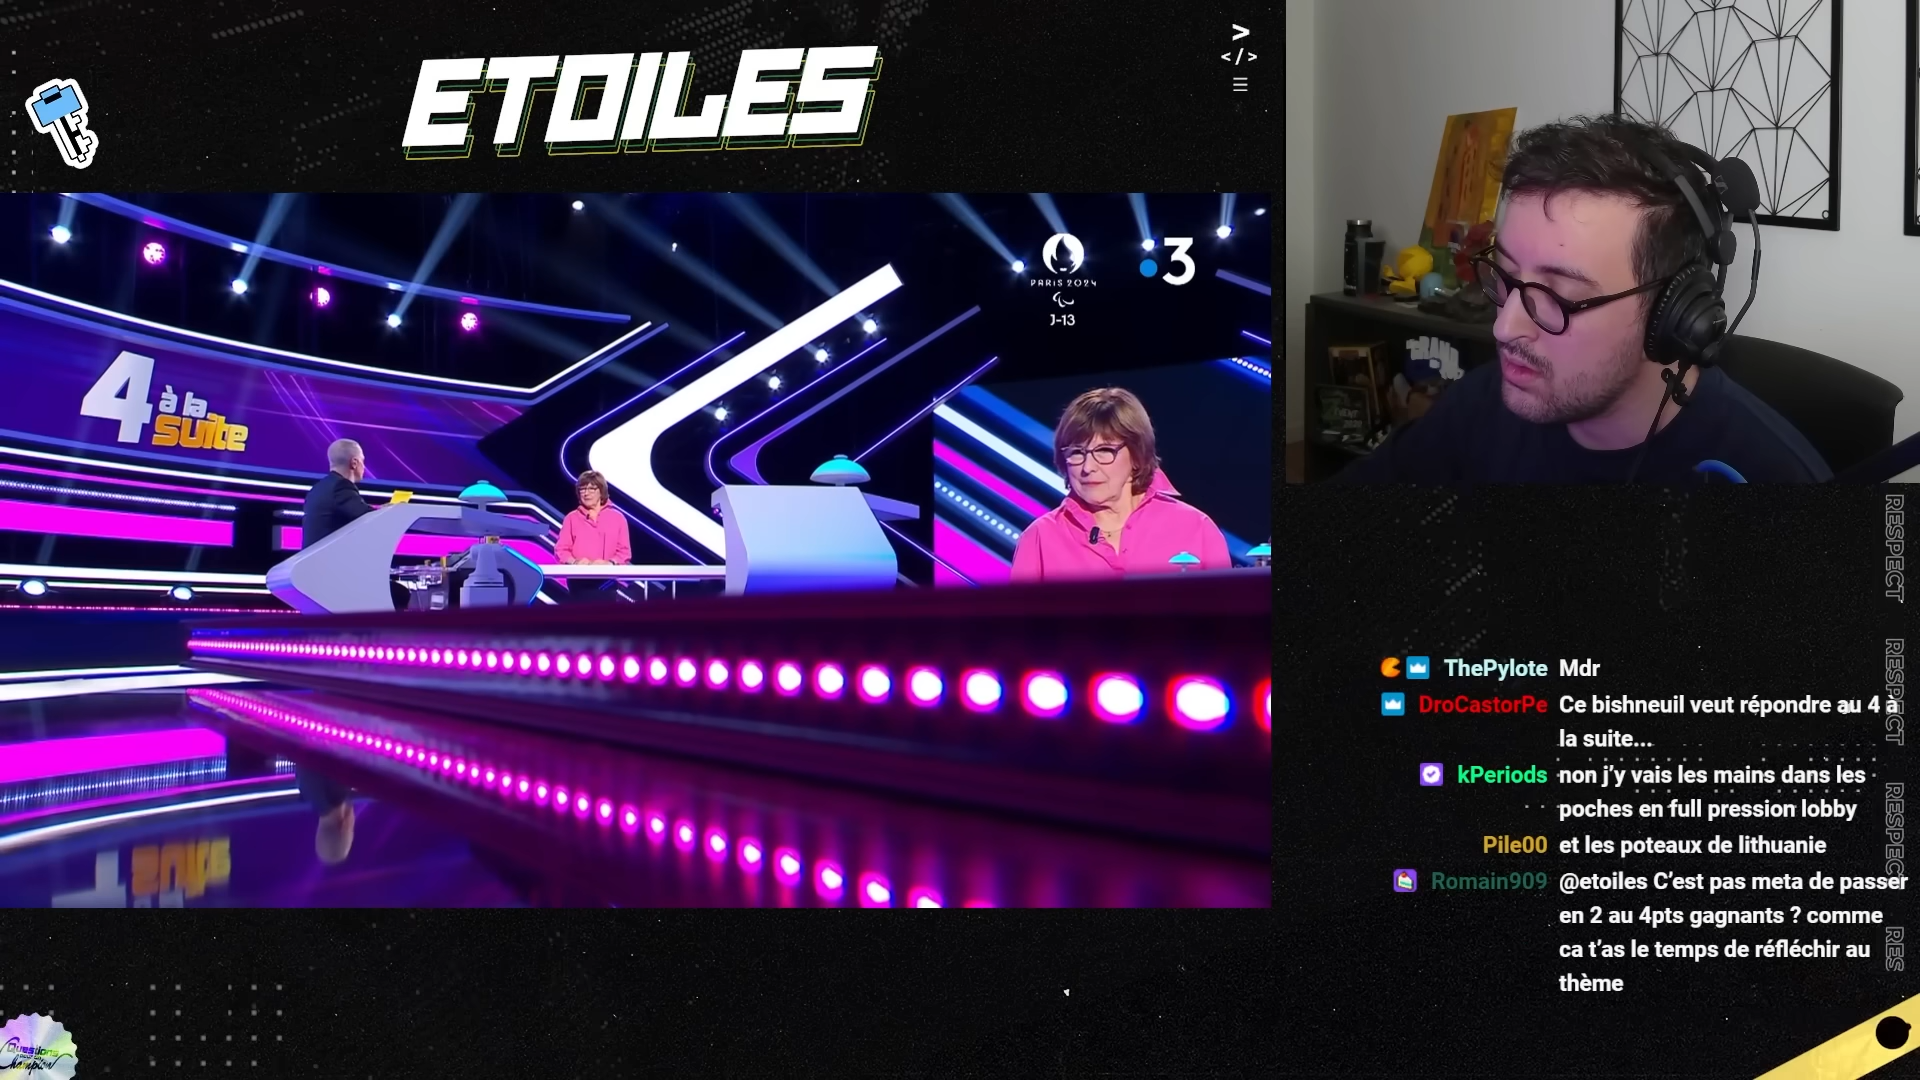 ETOILES
>
</>
PARIS 2024
J-13
3
4
à la
suite
RESPECT
RESPECT
RESPECT
RES
ThePylote Mdr
DroCastorPe Ce bishneuil veut répondre au 4 à
la suite...
kPeriods non j'y vais les mains dans les
poches en full pression lobby
Pile00 et les poteaux de lithuanie
Romain909 @etoiles C'est pas meta de passer
en 2 au 4pts gagnants ? comme
ca t'as le temps de réfléchir au
thème
Questions
Champion